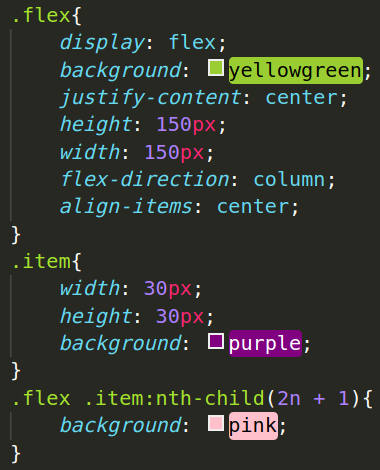 .flex{
display: flex;
background: yellowgreen;
justify-content: center;
height: 150px;
width: 150px;
flex-direction: column;
align-items: center;
}
.item{
width: 30px;
height: 30px;
background: purple;
}
.flex .item:nth-child(2n + 1){
background: pink;
}